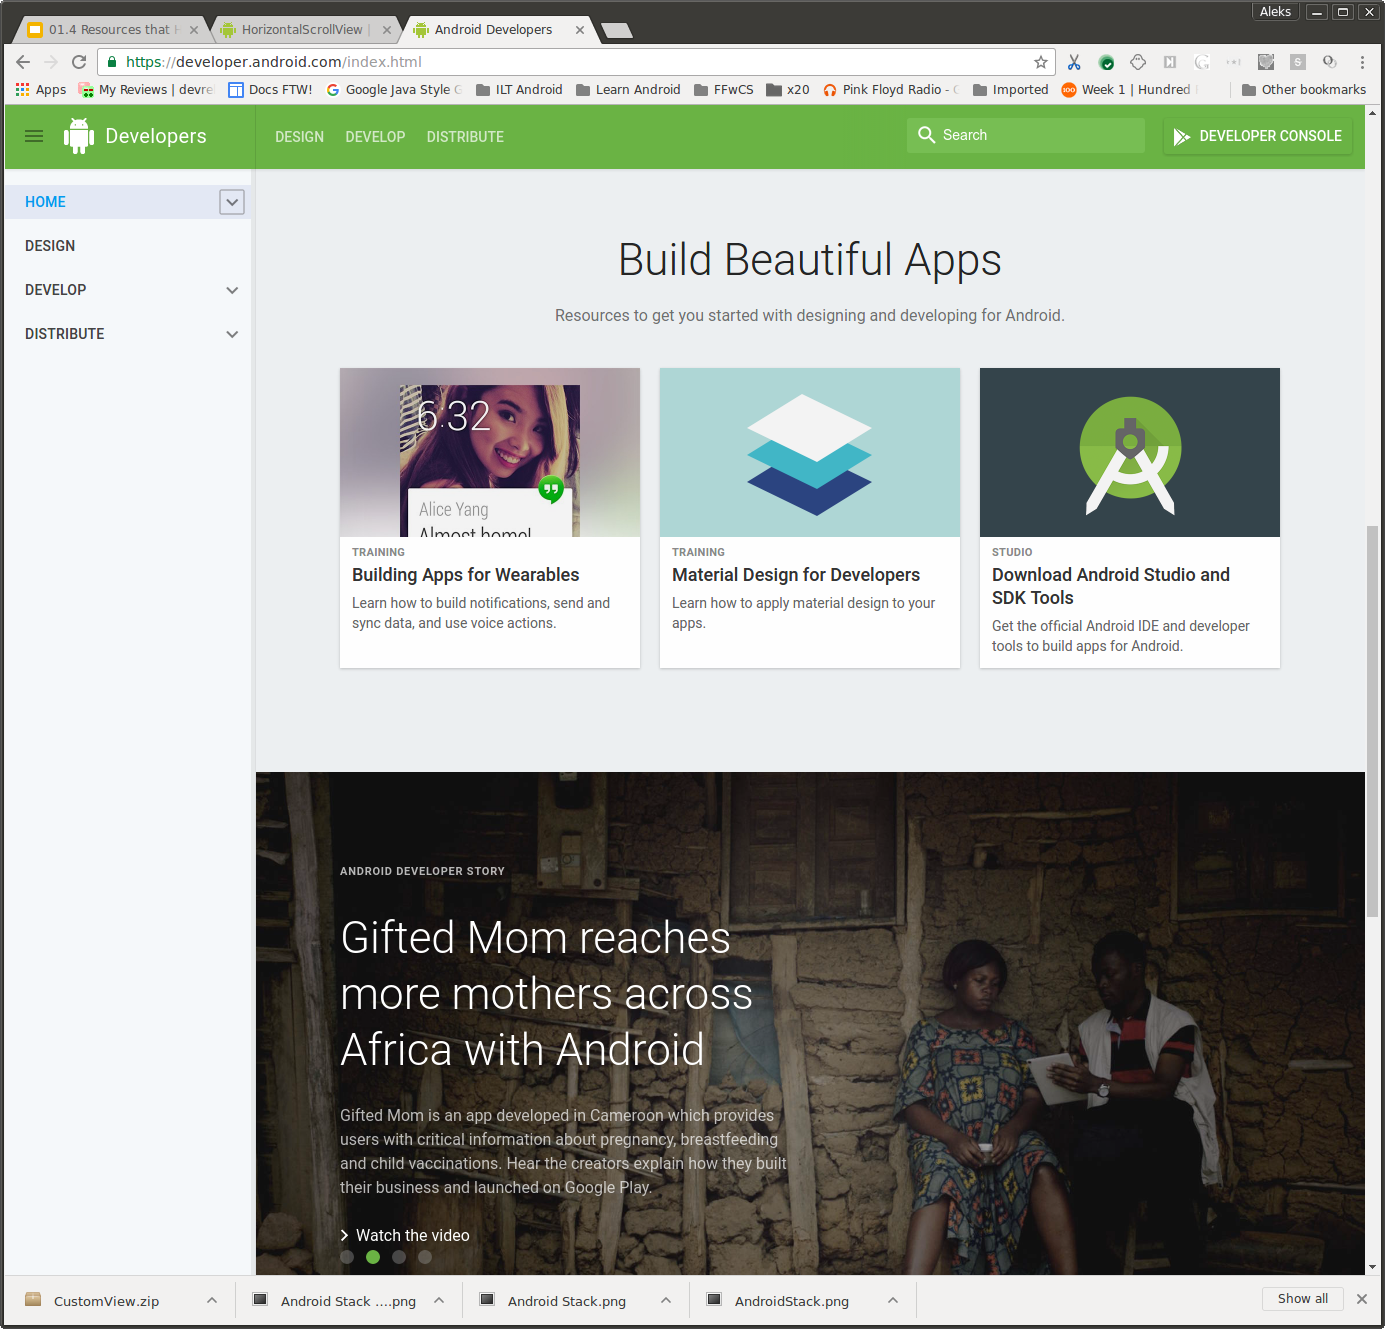 Aleks
01.4 Resources that
HorizontalScrollView |
Android Developers
https://developer.android.com/index.html
Apps
My Reviews | devre
Docs FTW!
Google Java Style
ILT Android
Learn Android
FFwCS
x20
Pink Floyd Radio -
Imported
Week 1 | Hundred
Other bookmarks
Developers
DESIGN
DEVELOP
DISTRIBUTE
Search
DEVELOPER CONSOLE
HOME
DESIGN
DEVELOP
DISTRIBUTE
Build Beautiful Apps
Resources to get you started with designing and developing for Android.
6:32
Alice Yang
Almost home!
TRAINING
Building Apps for Wearables
Learn how to build notifications, send and
sync data, and use voice actions.
TRAINING
Material Design for Developers
Learn how to apply material design to your
apps.
STUDIO
Download Android Studio and
SDK Tools
Get the official Android IDE and developer
tools to build apps for Android.
ANDROID DEVELOPER STORY
Gifted Mom reaches
more mothers across
Africa with Android
Gifted Mom is an app developed in Cameroon which provides
users with critical information about pregnancy, breastfeeding
and child vaccinations. Hear the creators explain how they built
their business and launched on Google Play.
Watch the video
CustomView.zip
Android Stack ....png
Android Stack.png
AndroidStack.png
Show all